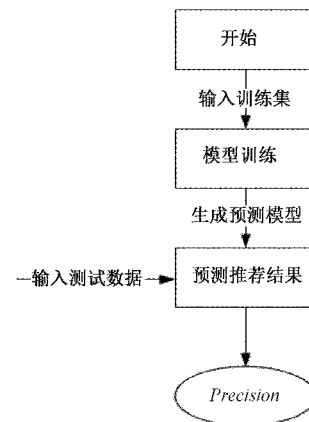 开始
输入训练集
模型训练
生成预测模型
输入测试数据
预测推荐结果
Precision